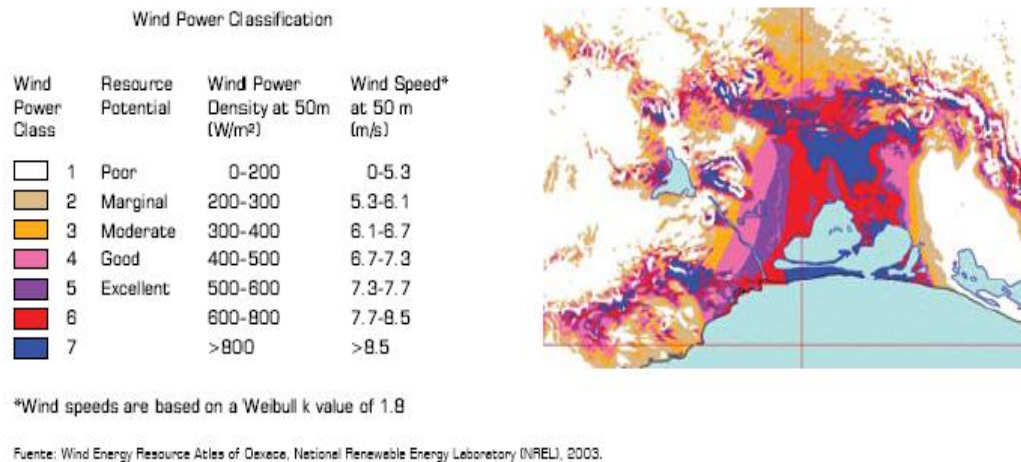 Wind Power Classification
Wind Power Class Resource Potential Wind Power Density at 50m (W/m²) Wind Speed* at 50 m (m/s)
1 Poor 0-200 0-5.3
2 Marginal 200-300 5.3-6.1
3 Moderate 300-400 6.1-6.7
4 Good 400-500 6.7-7.3
5 Excellent 500-600 7.3-7.7
6 600-800 7.7-8.5
7 >800 >8.5
*Wind speeds are based on a Weibull k value of 1.8
Fuente: Wind Energy Resource Atlas of Oaxaca, National Renewable Energy Laboratory (NREL), 2003.